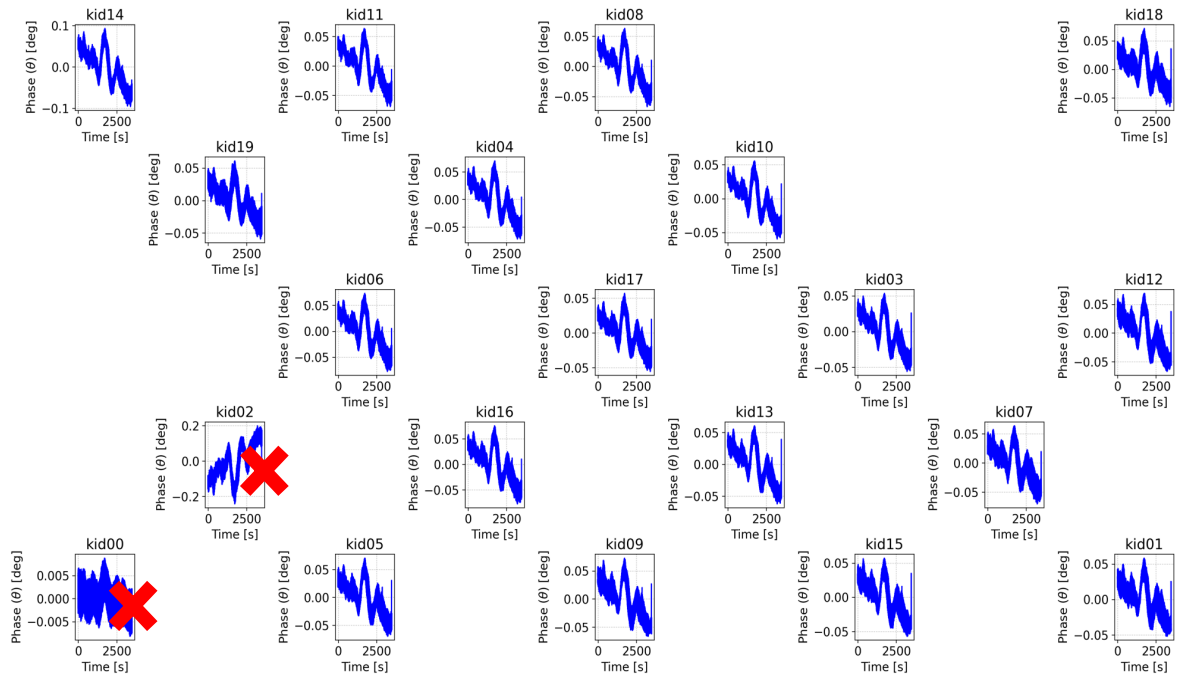 kid14
Phase (θ) [deg]
0.1
0.0
−0.1
0 2500
Time [s]
kid11
Phase (θ) [deg]
0.05
0.00
−0.05
0 2500
Time [s]
kid08
Phase (θ) [deg]
0.05
0.00
−0.05
0 2500
Time [s]
kid18
Phase (θ) [deg]
0.05
0.00
−0.05
0 2500
Time [s]
kid19
Phase (θ) [deg]
0.05
0.00
−0.05
0 2500
Time [s]
kid04
Phase (θ) [deg]
0.05
0.00
−0.05
0 2500
Time [s]
kid10
Phase (θ) [deg]
0.05
0.00
−0.05
0 2500
Time [s]
kid06
Phase (θ) [deg]
0.05
0.00
−0.05
0 2500
Time [s]
kid17
Phase (θ) [deg]
0.05
0.00
−0.05
0 2500
Time [s]
kid03
Phase (θ) [deg]
0.05
0.00
−0.05
0 2500
Time [s]
kid12
Phase (θ) [deg]
0.05
0.00
−0.05
0 2500
Time [s]
kid02
Phase (θ) [deg]
0.2
0.0
−0.2
0 2500
Time [s]
kid16
Phase (θ) [deg]
0.05
0.00
−0.05
0 2500
Time [s]
kid13
Phase (θ) [deg]
0.05
0.00
−0.05
0 2500
Time [s]
kid07
Phase (θ) [deg]
0.05
0.00
−0.05
0 2500
Time [s]
kid00
Phase (θ) [deg]
0.005
0.000
−0.005
0 2500
Time [s]
kid05
Phase (θ) [deg]
0.05
0.00
−0.05
0 2500
Time [s]
kid09
Phase (θ) [deg]
0.05
0.00
−0.05
0 2500
Time [s]
kid15
Phase (θ) [deg]
0.05
0.00
−0.05
0 2500
Time [s]
kid01
Phase (θ) [deg]
0.05
0.00
−0.05
0 2500
Time [s]